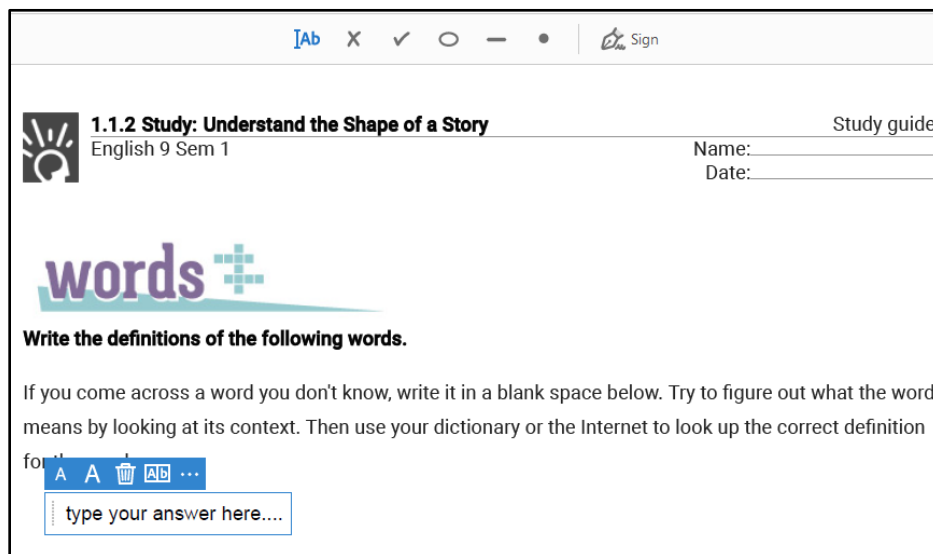 Ab Sign
1.1.2 Study: Understand the Shape of a Story Study guide
English 9 Sem 1 Name:
Date:
words
Write the definitions of the following words.
If you come across a word you don't know, write it in a blank space below. Try to figure out what the word
means by looking at its context. Then use your dictionary or the Internet to look up the correct definition
A A Ab ...
type your answer here....